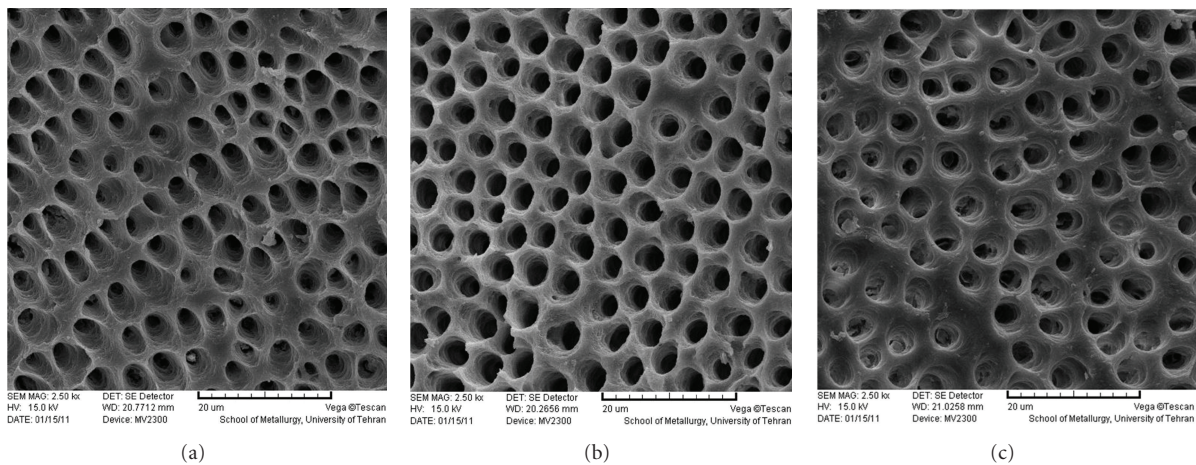 SEM MAG: 2.50 kx DET: SE Detector
HV: 15.0 kV WD: 20.7712 mm 20 um Vega ©Tescan
DATE: 01/15/11 Device: MV2300 School of Metallurgy, University of Tehran
(a)
SEM MAG: 2.50 kx DET: SE Detector
HV: 15.0 kV WD: 20.2656 mm 20 um Vega ©Tescan
DATE: 01/15/11 Device: MV2300 School of Metallurgy, University of Tehran
(b)
SEM MAG: 2.50 kx DET: SE Detector
HV: 15.0 kV WD: 21.0258 mm 20 um Vega ©Tescan
DATE: 01/15/11 Device: MV2300 School of Metallurgy, University of Tehran
(c)